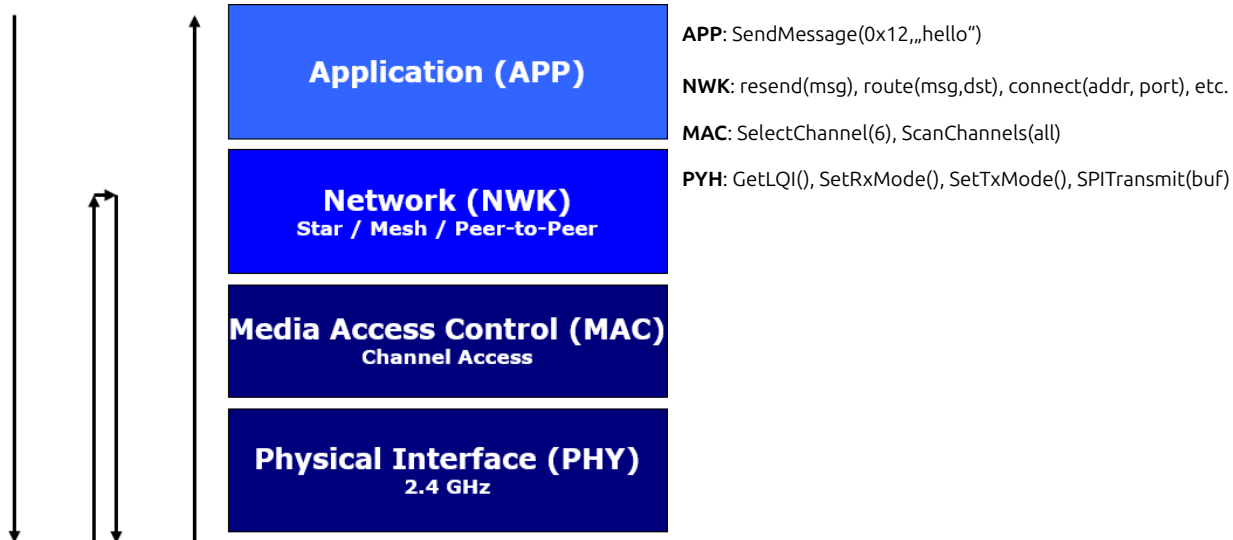 Application (APP)
Network (NWK)
Star / Mesh / Peer-to-Peer
Media Access Control (MAC)
Channel Access
Physical Interface (PHY)
2.4 GHz
APP: SendMessage(0x12,„hello“)
NWK: resend(msg), route(msg,dst), connect(addr, port), etc.
MAC: SelectChannel(6), ScanChannels(all)
PYH: GetLQI(), SetRxMode(), SetTxMode(), SPITransmit(buf)